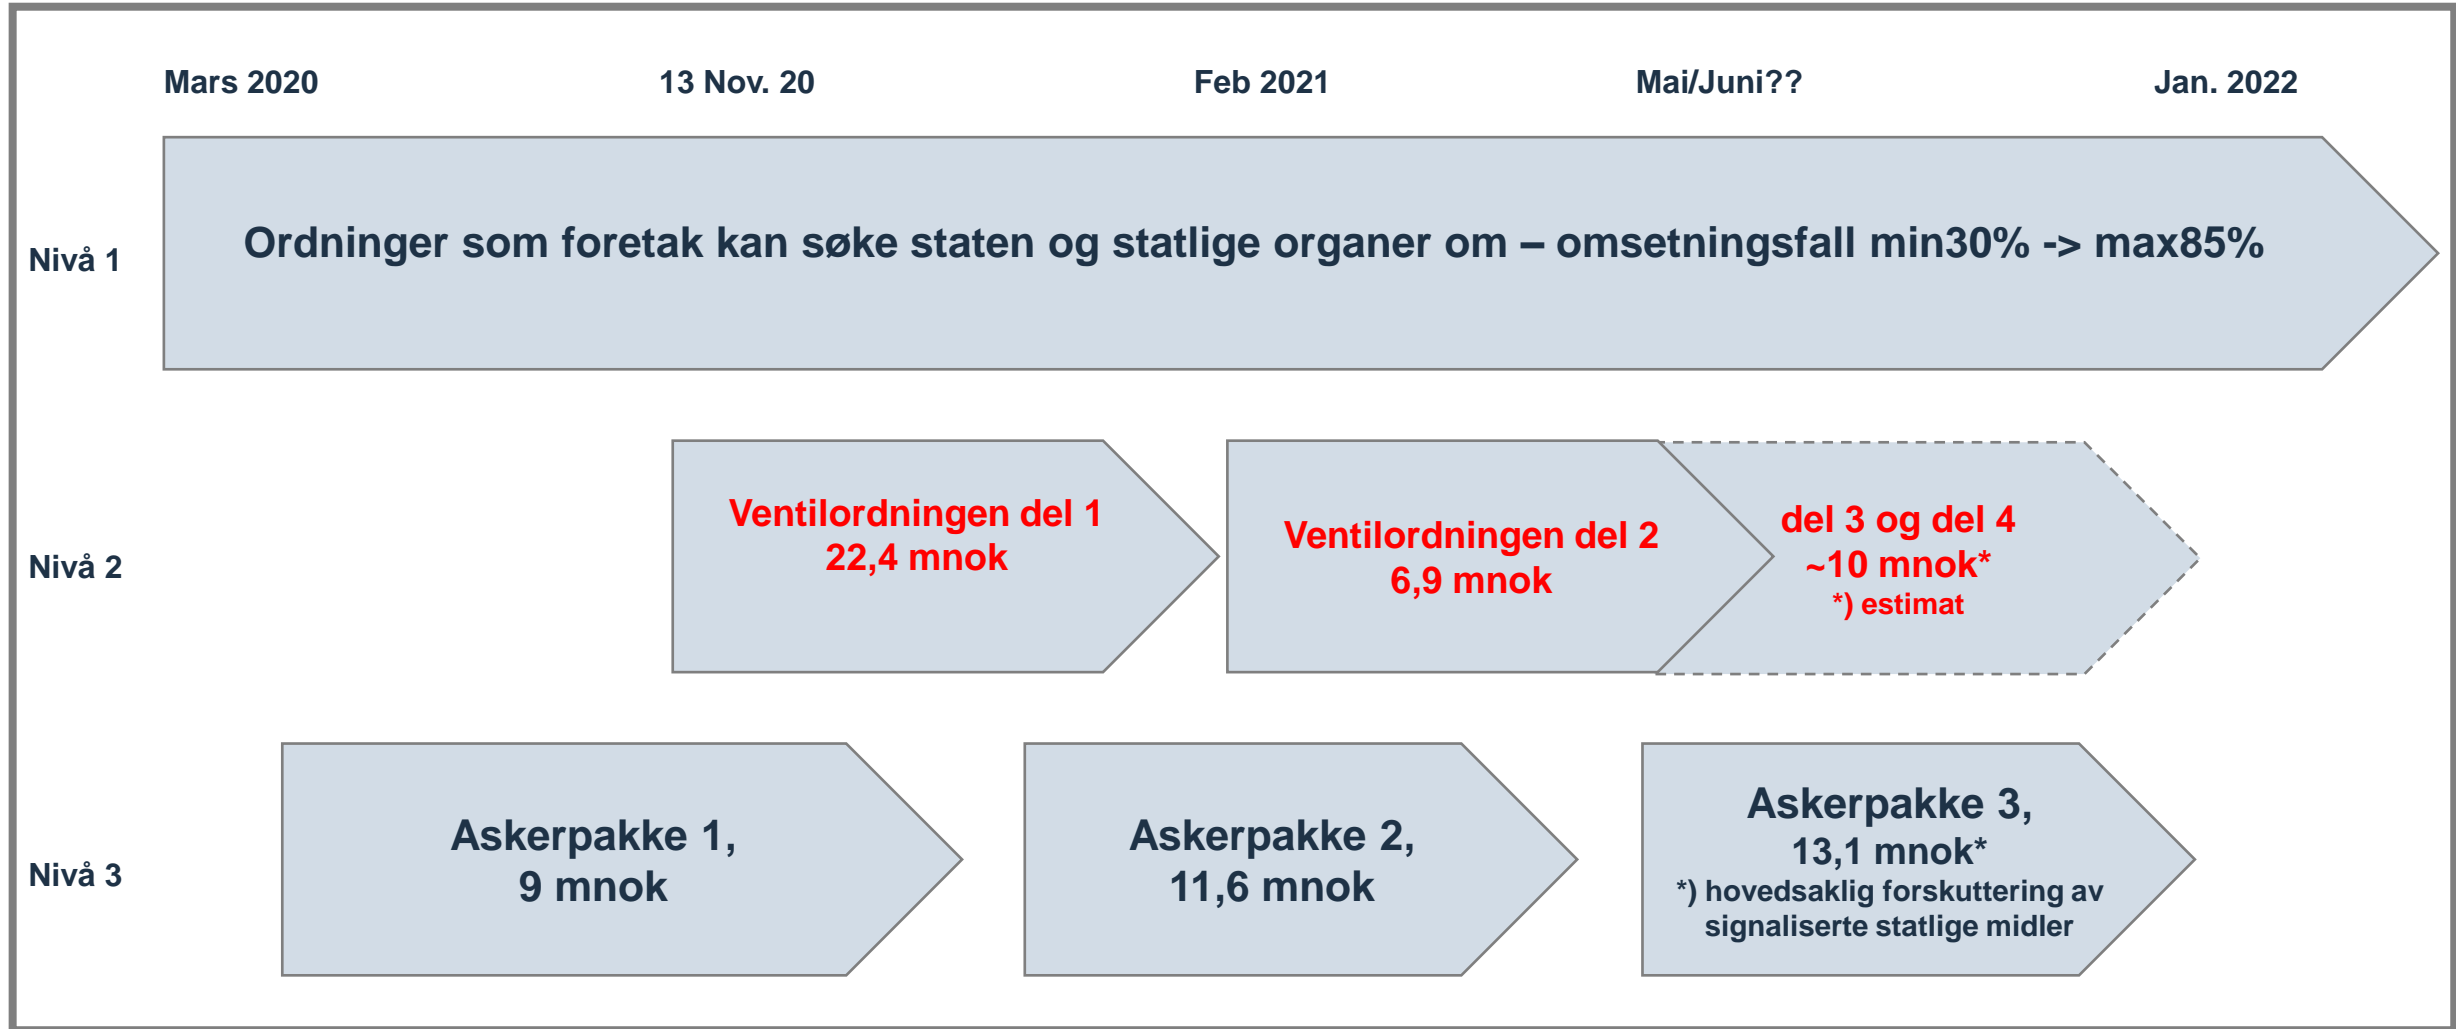 Mars 2020
13 Nov. 20
Feb 2021
Mai/Juni??
Jan. 2022
Nivå 1
Ordninger som foretak kan søke staten og statlige organer om – omsetningsfall min30% -> max85%
Nivå 2
Ventilordningen del 1
22,4 mnok
Ventilordningen del 2
6,9 mnok
del 3 og del 4
~10 mnok*
*) estimat
Nivå 3
Askerpakke 1,
9 mnok
Askerpakke 2,
11,6 mnok
Askerpakke 3,
13,1 mnok*
*) hovedsaklig forskuttering av
signaliserte statlige midler